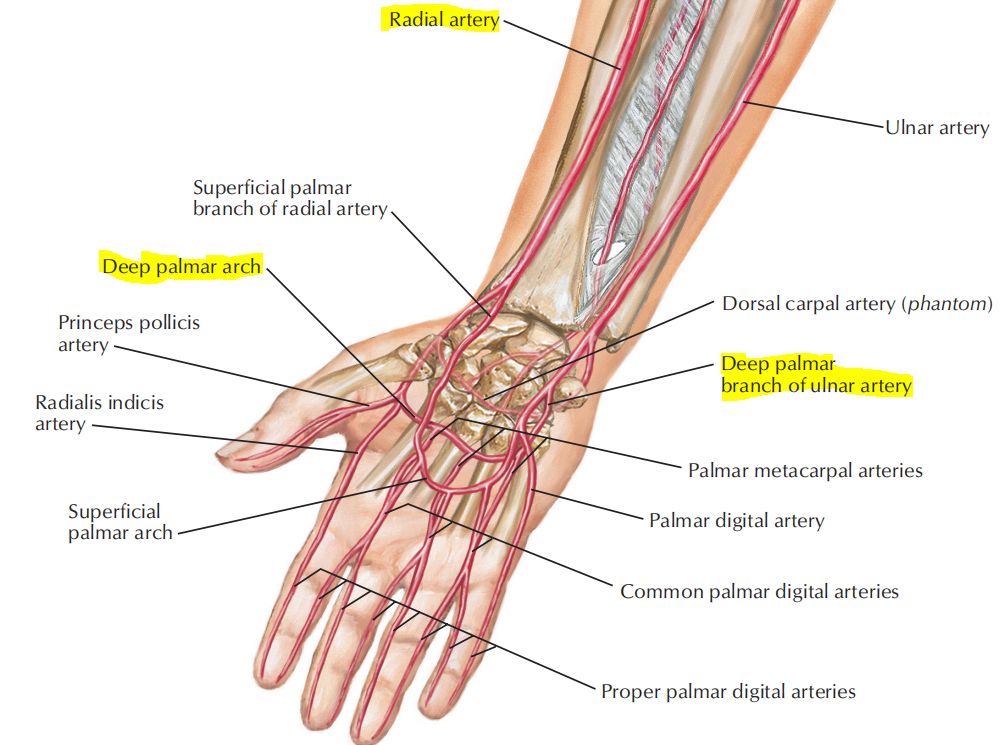 Radial artery
Ulnar artery
Superficial palmar
branch of radial artery
Deep palmar arch
Dorsal carpal artery (phantom)
Princeps pollicis
artery
Deep palmar
branch of ulnar artery
Radialis indicis
artery
Palmar metacarpal arteries
Superficial
palmar arch
Palmar digital artery
Common palmar digital arteries
Proper palmar digital arteries